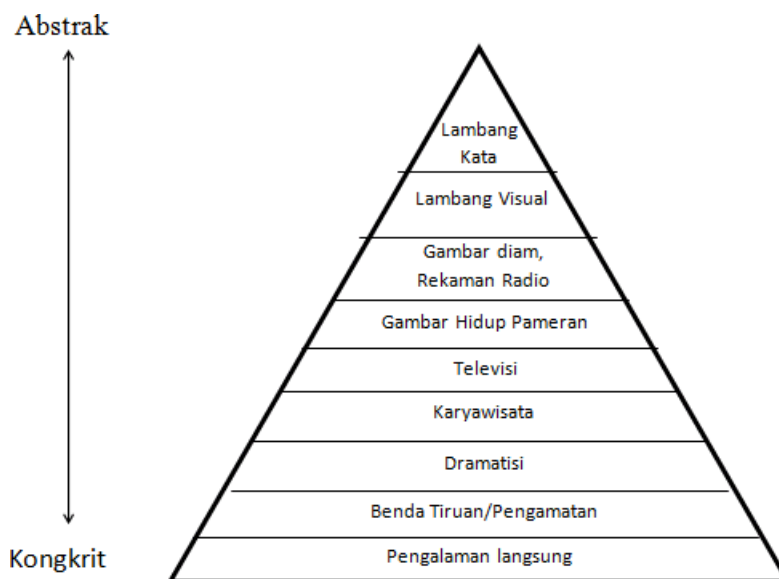 Abstrak
Lambang
Kata
Lambang Visual
Gambar diam,
Rekaman Radio
Gambar Hidup Pameran
Televisi
Karyawisata
Dramatisi
Benda Tiruan/Pengamatan
Pengalaman langsung
Kongkrit